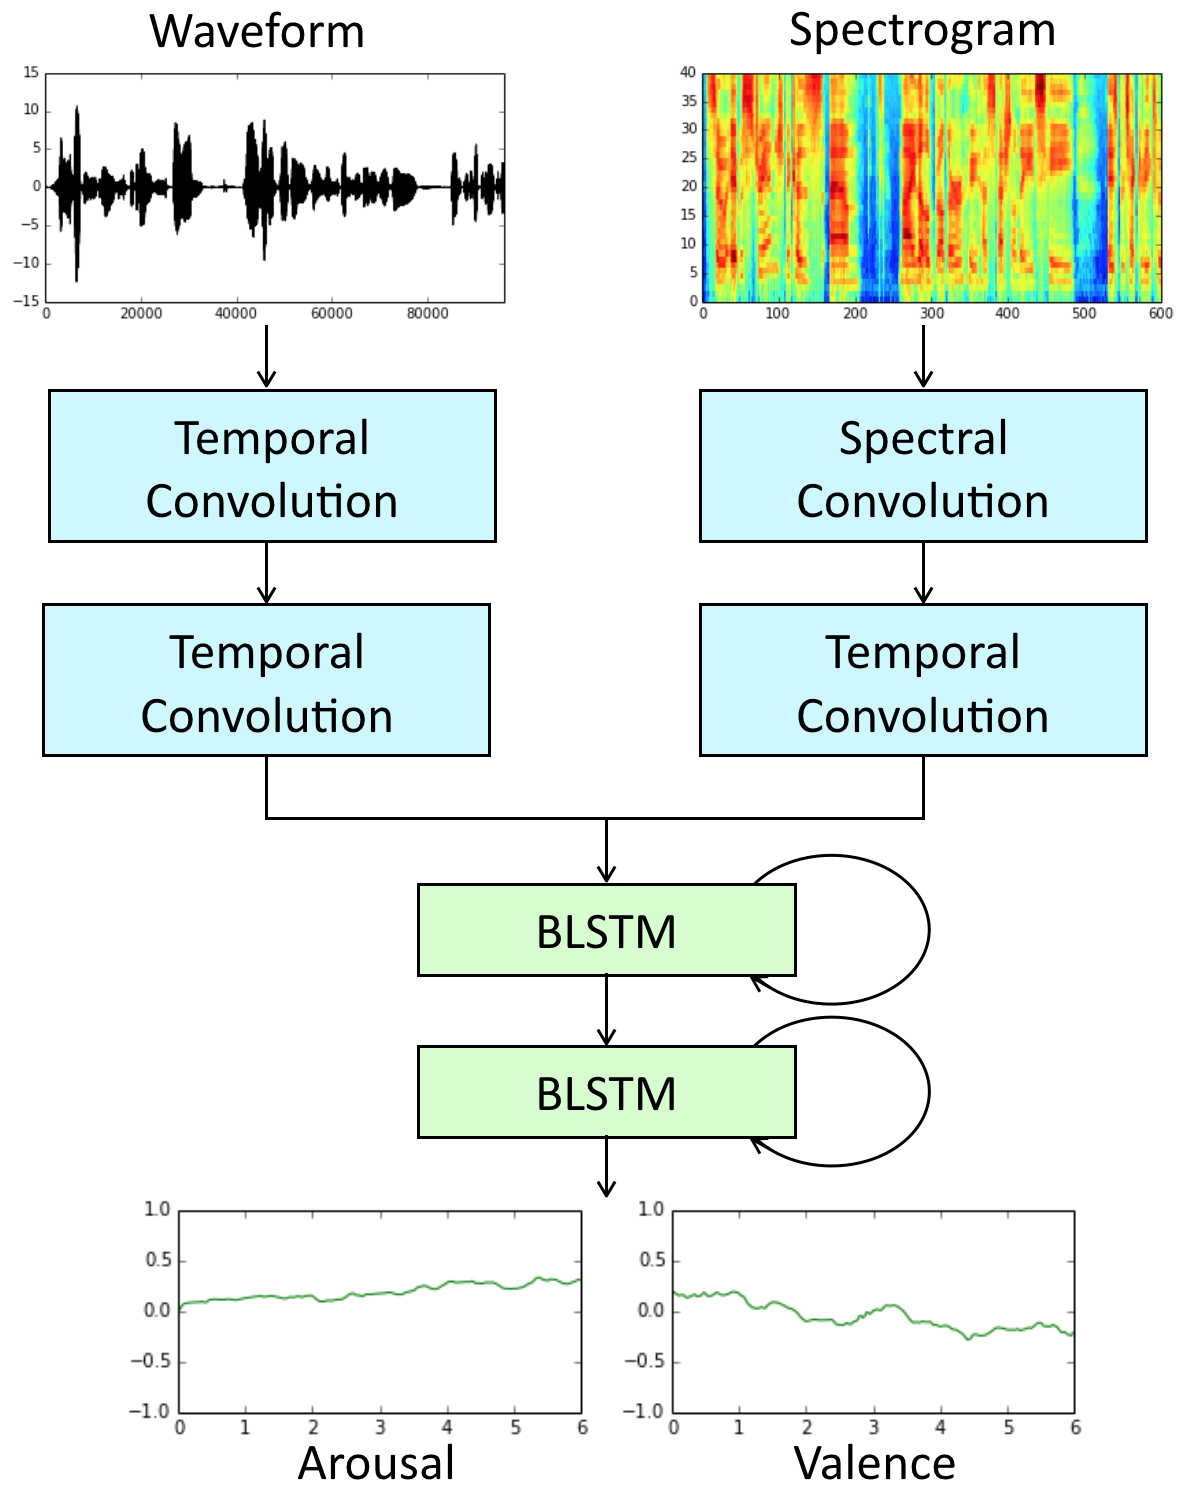 Waveform
Spectrogram
15
10
5
0
−5
−10
−15
0 20000 40000 60000 80000
40
35
30
25
20
15
10
5
0
0 100 200 300 400 500 600
Temporal
Convolution
Spectral
Convolution
Temporal
Convolution
Temporal
Convolution
BLSTM
BLSTM
1.0
0.5
0.0
−0.5
−1.0
0 1 2 3 4 5 6
Arousal
1.0
0.5
0.0
−0.5
−1.0
0 1 2 3 4 5 6
Valence